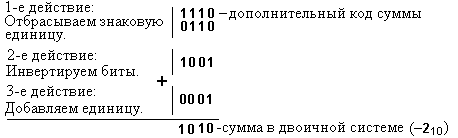 1-е действие:
Отбрасываем знаковую
единицу.
1110 – дополнительный код суммы
0110
2-е действие:
Инвертируем биты.
1001
+
3-е действие:
Добавляем единицу.
0001
1010 -сумма в двоичной системе (–2₁₀)